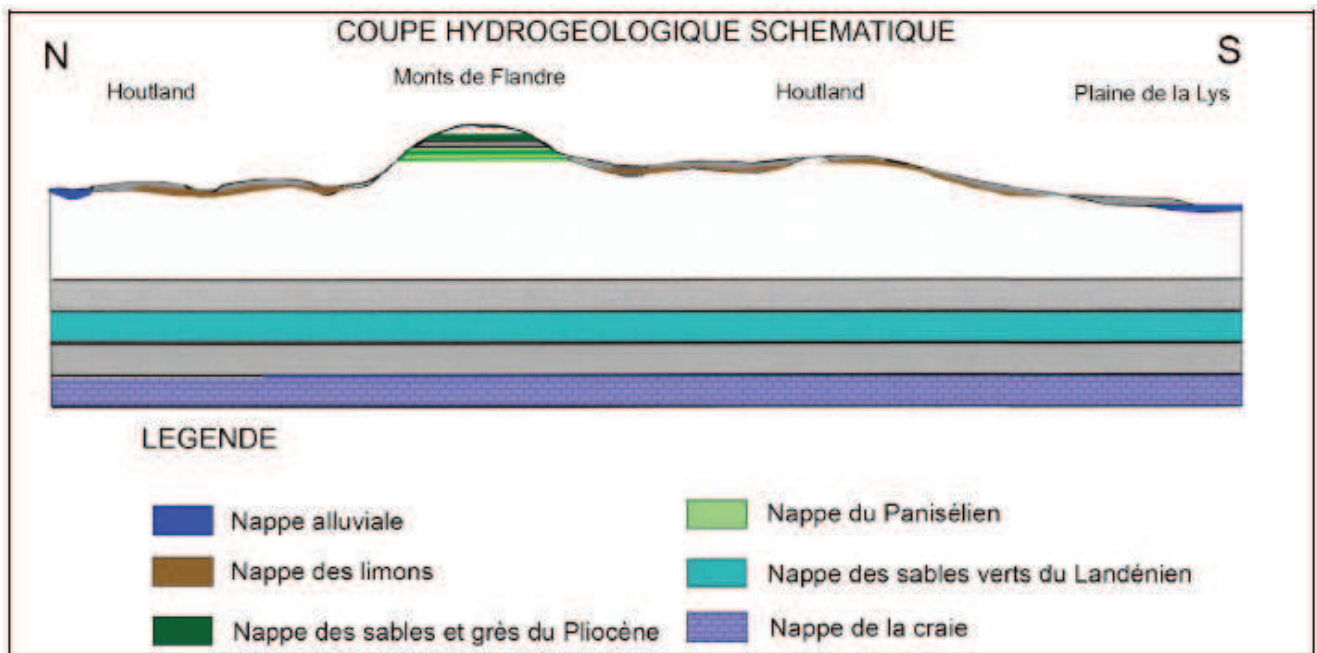 COUPE HYDROGEOLOGIQUE SCHEMATIQUE
N
S
Houtland
Monts de Flandre
Houtland
Plaine de la Lys
LEGENDE
Nappe alluviale
Nappe du Panisélien
Nappe des limons
Nappe des sables verts du Landénien
Nappe des sables et grès du Pliocène
Nappe de la craie